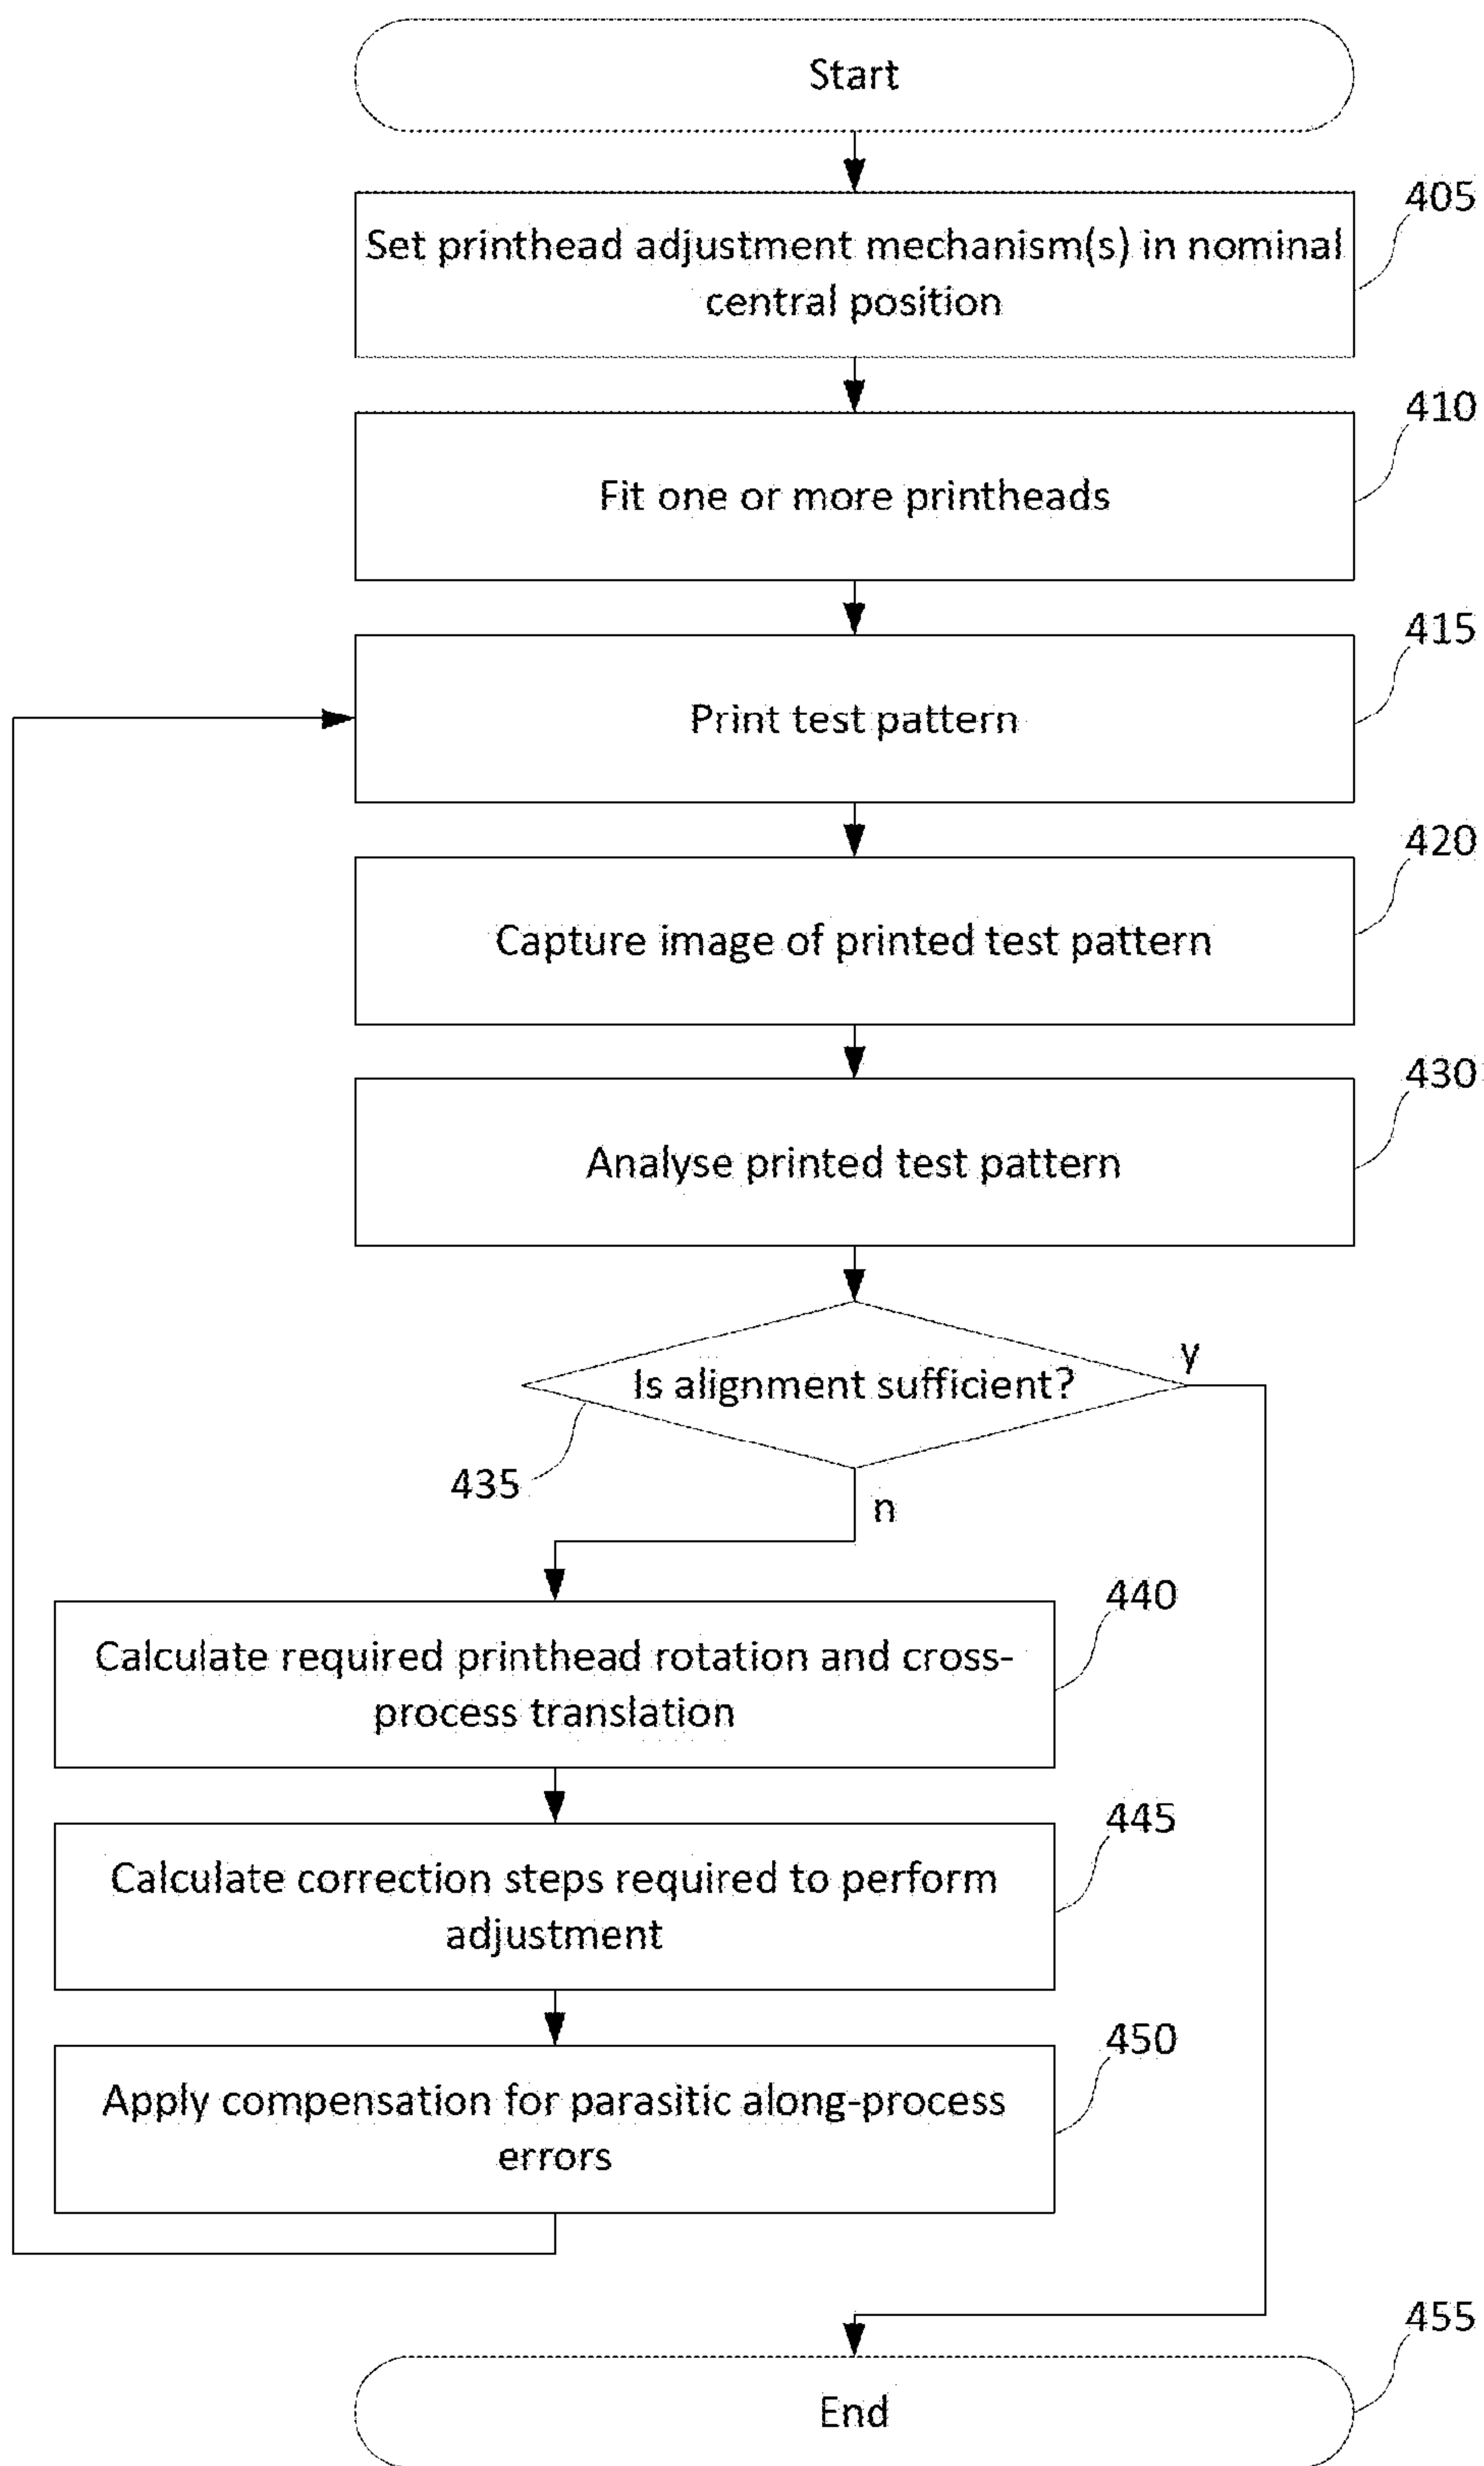 Start
405
Set printhead adjustment mechanism(s) in nominal
central position
410
Fit one or more printheads
415
Print test pattern
420
Capture image of printed test pattern
430
Analyse printed test pattern
y
Is alignment sufficient?
435
n
440
Calculate required printhead rotation and cross-
process translation
445
Calculate correction steps required to perform
adjustment
450
Apply compensation for parasitic along-process
errors
455
End